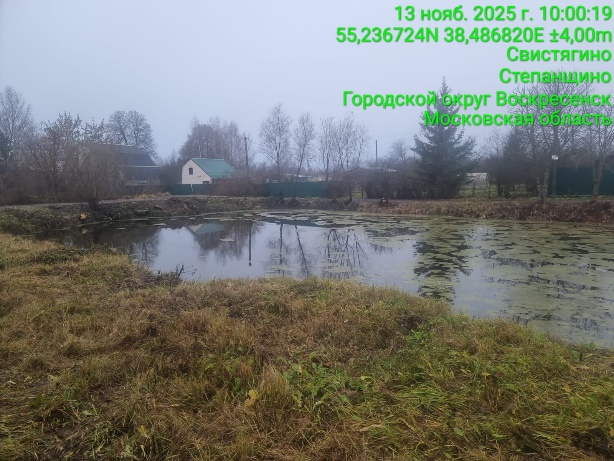 13 нояб. 2025 г. 10:00:19
55,236724N 38,486820E ±4,00m
Свистягино
Степанщино
Городской округ Воскресенск
Московская область